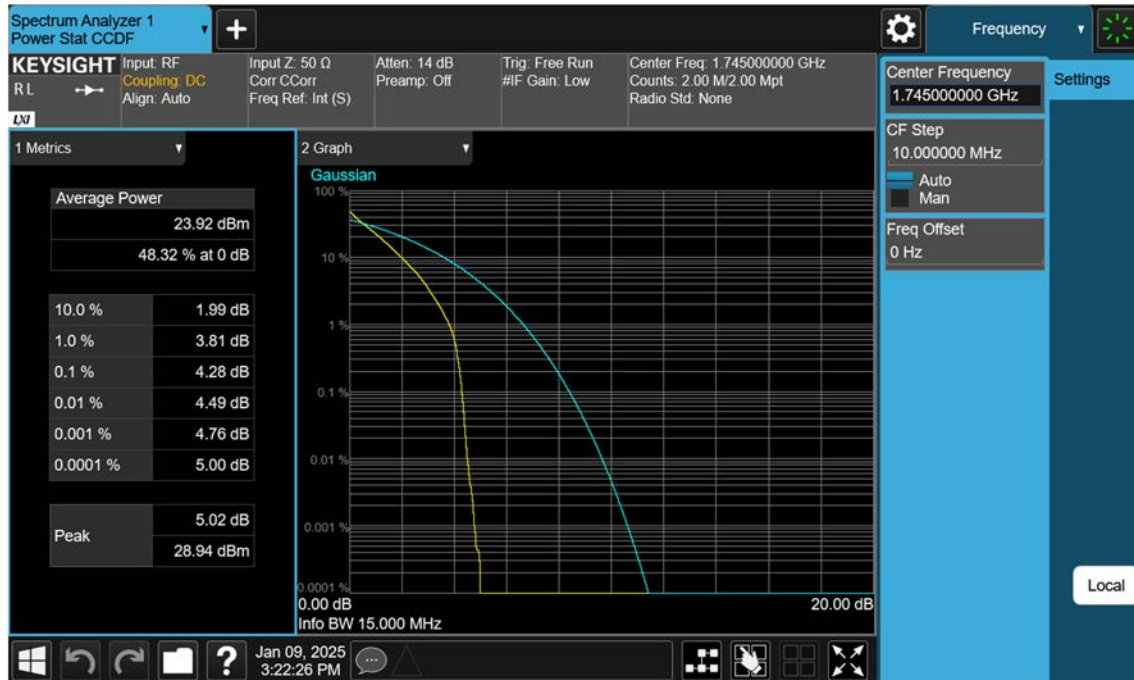 Spectrum Analyzer 1
Power Stat CCDF
Frequency
KEYSIGHT
R L
LXI
Input: RF
Coupling: DC
Align: Auto
Input Z: 50 Ω
Corr CCorr
Freq Ref: Int (S)
Atten: 14 dB
Preamp: Off
Trig: Free Run
#IF Gain: Low
Center Freq: 1.745000000 GHz
Counts: 2.00 M/2.00 Mpt
Radio Std: None
Center Frequency
1.745000000 GHz
Settings
CF Step
10.000000 MHz
Auto
Man
Freq Offset
0 Hz
Local
1 Metrics
Average Power
23.92 dBm
48.32 % at 0 dB
10.0 % 1.99 dB
1.0 % 3.81 dB
0.1 % 4.28 dB
0.01 % 4.49 dB
0.001 % 4.76 dB
0.0001 % 5.00 dB
Peak
5.02 dB
28.94 dBm
2 Graph
Gaussian
100 %
10 %
1 %
0.1 %
0.01 %
0.001 %
0.0001 %
0.00 dB 20.00 dB
Info BW 15.000 MHz
?
Jan 09, 2025
3:22:26 PM